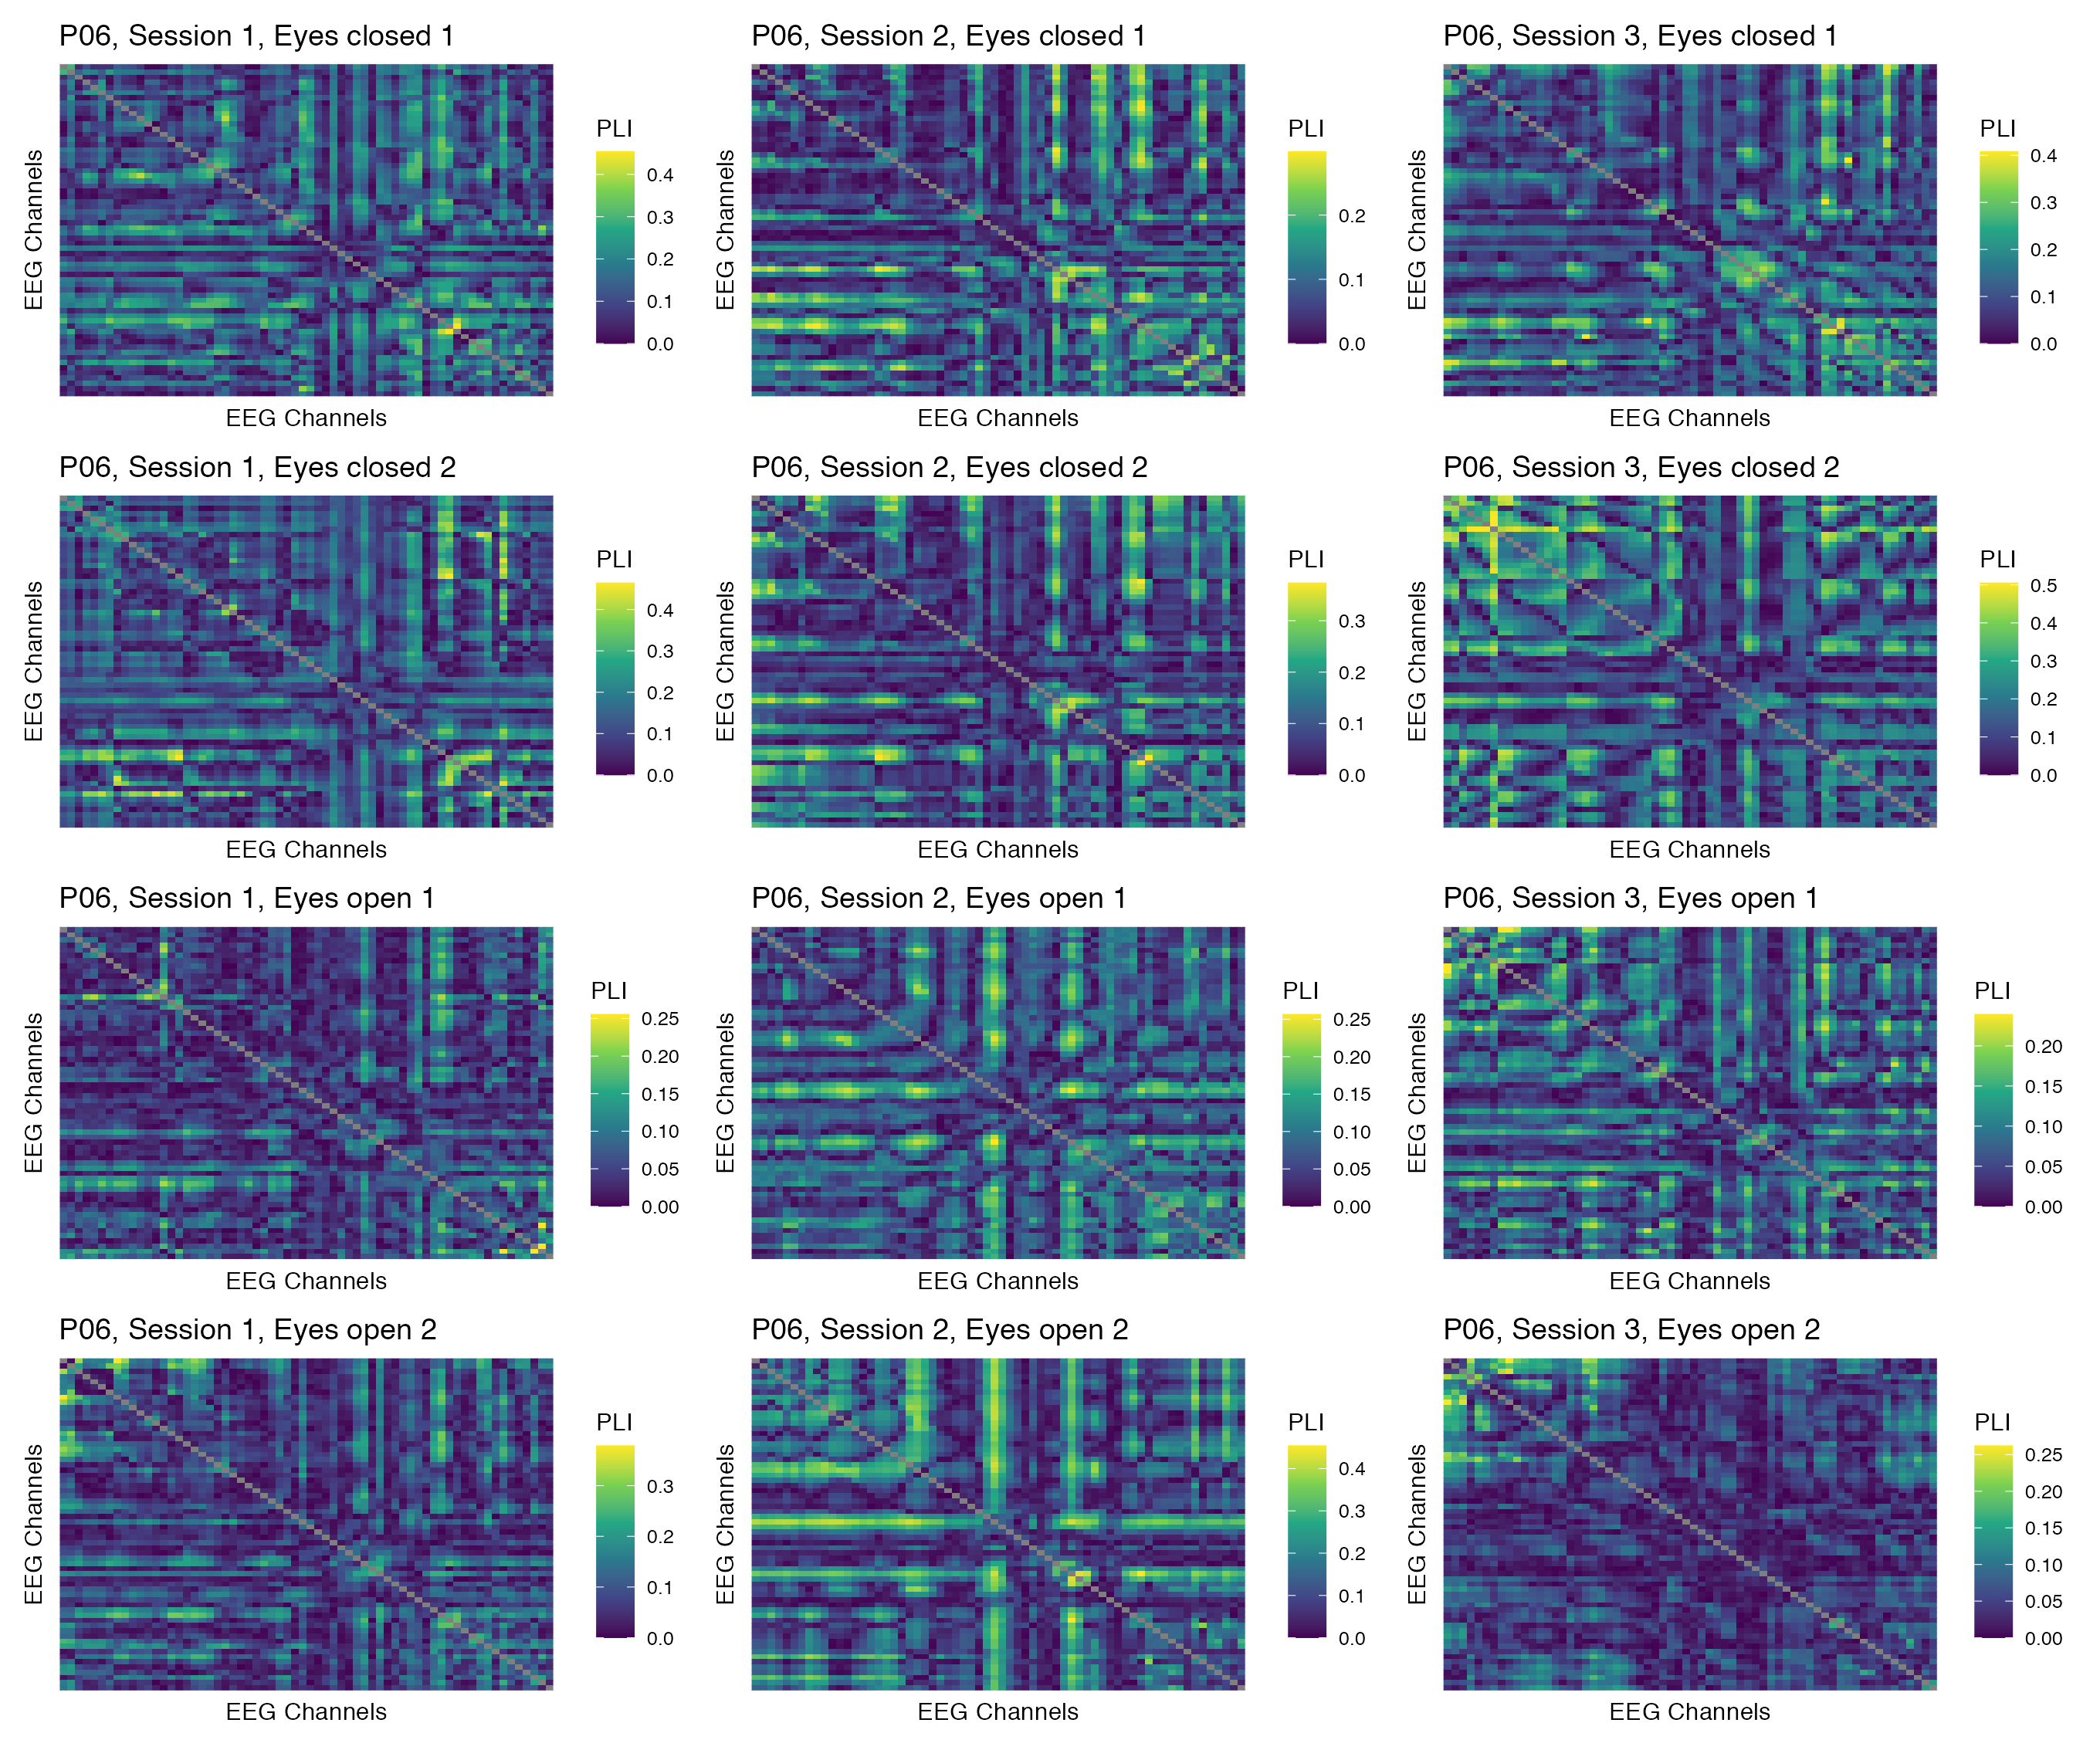 P06, Session 1, Eyes closed 1
P06, Session 2, Eyes closed 1
P06, Session 3, Eyes closed 1
EEG Channels
EEG Channels
PLI
0.4
0.3
0.2
0.1
0.0
EEG Channels
EEG Channels
PLI
0.2
0.1
0.0
EEG Channels
EEG Channels
PLI
0.4
0.3
0.2
0.1
0.0
P06, Session 1, Eyes closed 2
P06, Session 2, Eyes closed 2
P06, Session 3, Eyes closed 2
EEG Channels
EEG Channels
PLI
0.4
0.3
0.2
0.1
0.0
EEG Channels
EEG Channels
PLI
0.3
0.2
0.1
0.0
EEG Channels
EEG Channels
PLI
0.5
0.4
0.3
0.2
0.1
0.0
P06, Session 1, Eyes open 1
P06, Session 2, Eyes open 1
P06, Session 3, Eyes open 1
EEG Channels
EEG Channels
PLI
0.25
0.20
0.15
0.10
0.05
0.00
EEG Channels
EEG Channels
PLI
0.25
0.20
0.15
0.10
0.05
0.00
EEG Channels
EEG Channels
PLI
0.20
0.15
0.10
0.05
0.00
P06, Session 1, Eyes open 2
P06, Session 2, Eyes open 2
P06, Session 3, Eyes open 2
EEG Channels
EEG Channels
PLI
0.3
0.2
0.1
0.0
EEG Channels
EEG Channels
PLI
0.4
0.3
0.2
0.1
0.0
EEG Channels
EEG Channels
PLI
0.25
0.20
0.15
0.10
0.05
0.00